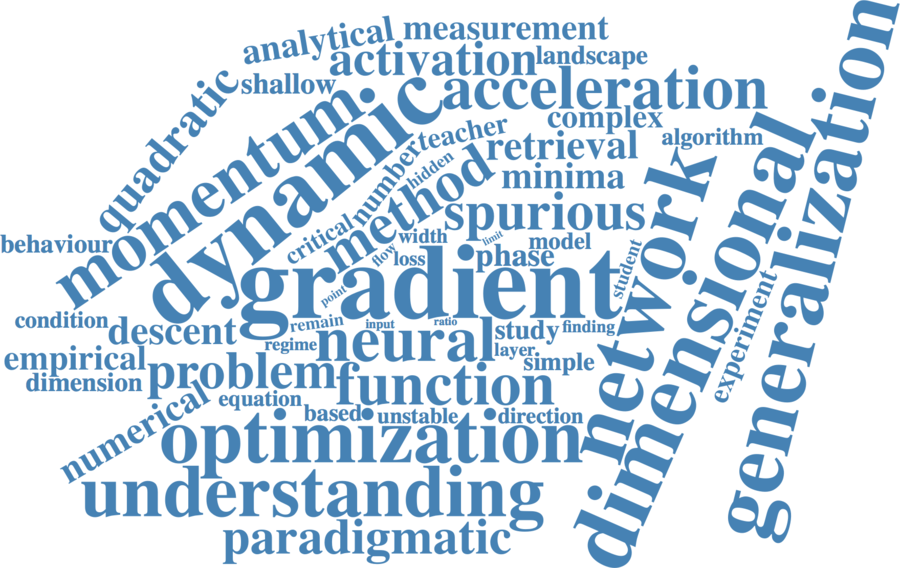 analytical
measurement
activation
landscape
shallow
quadratic
acceleration
momentum
dynamic
complex
teacher
algorithm
number
hidden
retrieval
method
minima
critical
spurious
behaviour
flow
width
limit
model
loss
phase
gradient
student
network
dimensional
generalization
experiment
point
condition
descent
remain
input
ratio
study
finding
regime
neural
layer
empirical
dimension
problem
simple
function
equation
numerical
based
unstable
direction
optimization
understanding
paradigmatic